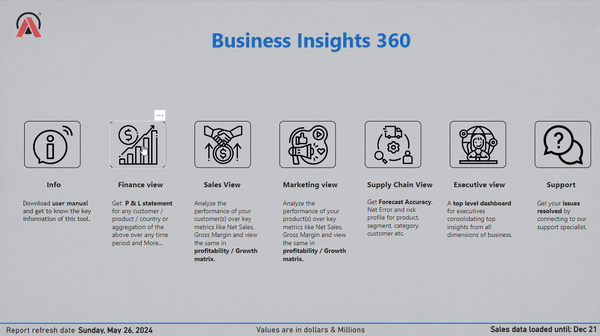 Business Insights 360
Info
Download user manual
and get to know the key
information of this tool.
Finance view
Get P & L statement
for any customer /
product / country or
aggregation of the
above over any time
period and More...
Sales View
Analyze the
performance of your
customer(s) over key
metrics like Net Sales,
Gross Margin and view
the same in
profitability / Growth
matrix.
Marketing view
Analyze the
performance of your
product(s) over key
metrics like Net Sales,
Gross Margin and view
the same in
profitability / Growth
matrix.
Supply Chain View
Get Forecast Accuracy,
Net Error and risk
profile for product,
segment, category,
customer etc.
Executive view
A top level dashboard
for executives
consolidating top
insights from all
dimensions of business.
Support
Get your issues
resolved by
connecting to our
support specialist.
Report refresh date Sunday, May 26, 2024
Values are in dollars & Millions
Sales data loaded until: Dec 21